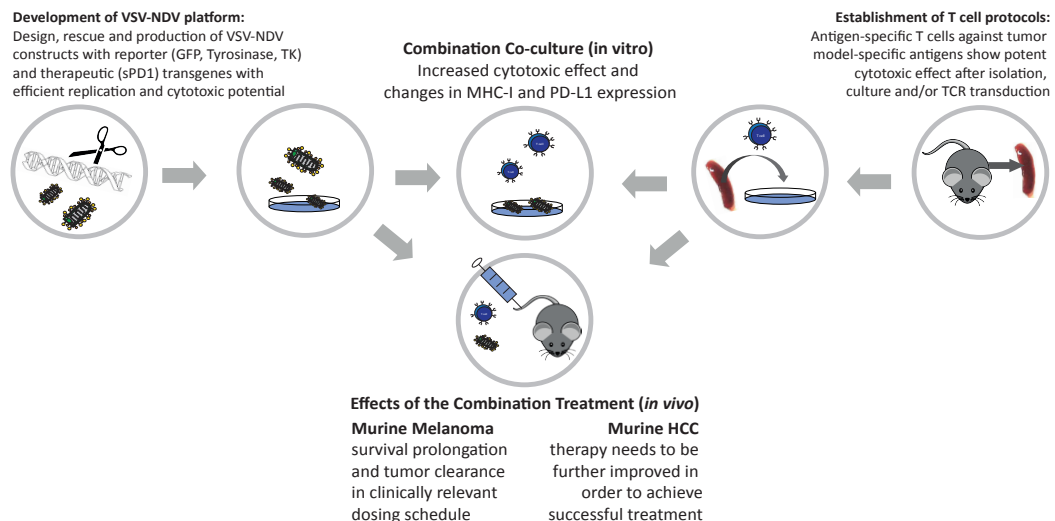 Development of VSV-NDV platform:
Design, rescue and production of VSV-NDV
constructs with reporter (GFP, Tyrosinase, TK)
and therapeutic (sPD1) transgenes with
efficient replication and cytotoxic potential
Combination Co-culture (in vitro)
Increased cytotoxic effect and
changes in MHC-I and PD-L1 expression
Establishment of T cell protocols:
Antigen-specific T cells against tumor
model-specific antigens show potent
cytotoxic effect after isolation,
culture and/or TCR transduction
Effects of the Combination Treatment (in vivo)
Murine Melanoma
survival prolongation
and tumor clearance
in clinically relevant
dosing schedule
Murine HCC
therapy needs to be
further improved in
order to achieve
successful treatment